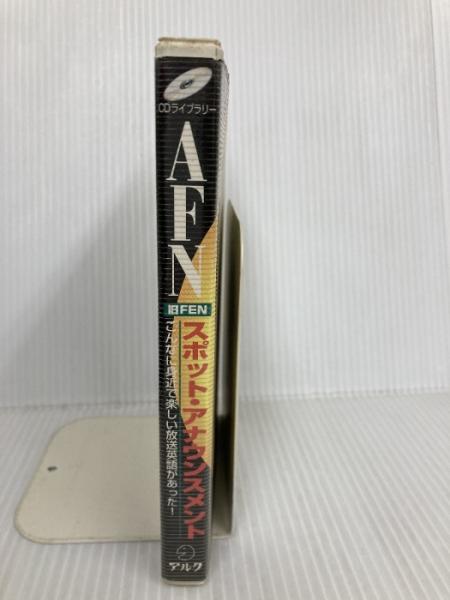 CDライブラリー
AFN
旧FEN
スポット・アナウンスメント
こんなに身近で楽しい放送英語があった!
アルク